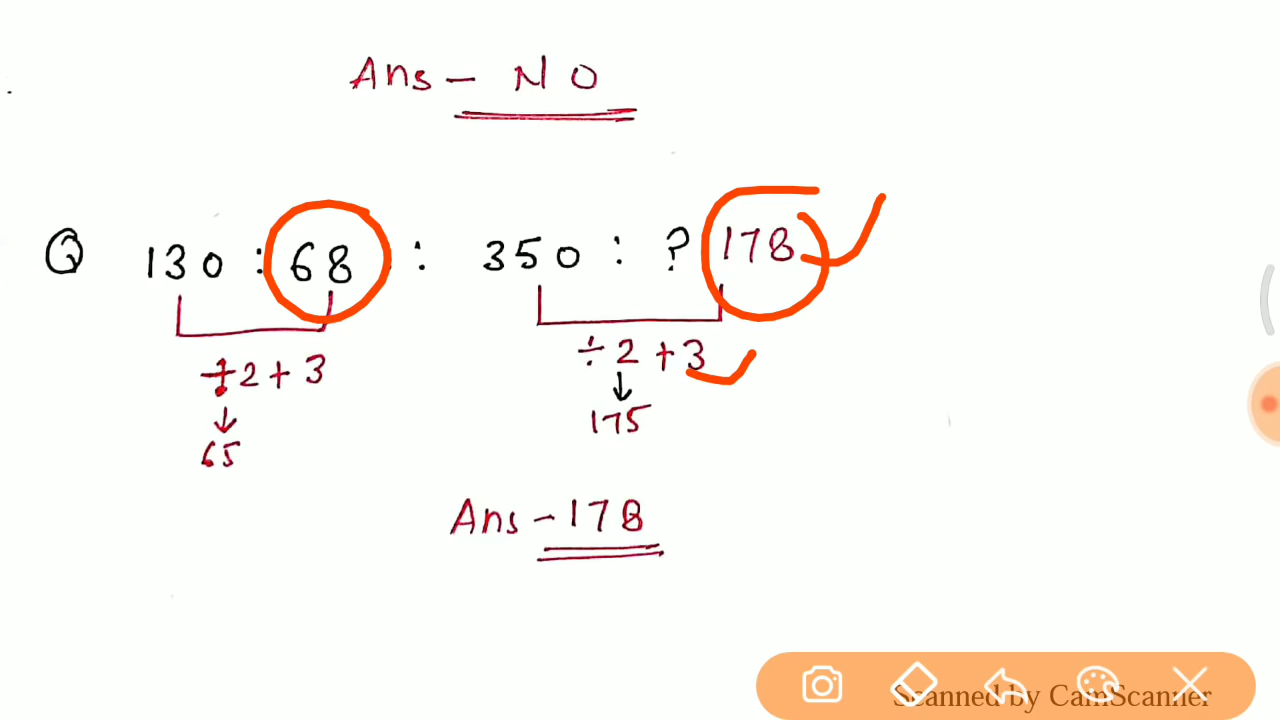 Ans - NO
Q 130 : 68 : 350 : ? 178
÷2 + 3 ÷2 + 3
↓ ↓
65 175
Ans - 178
Scanned by CamScanner